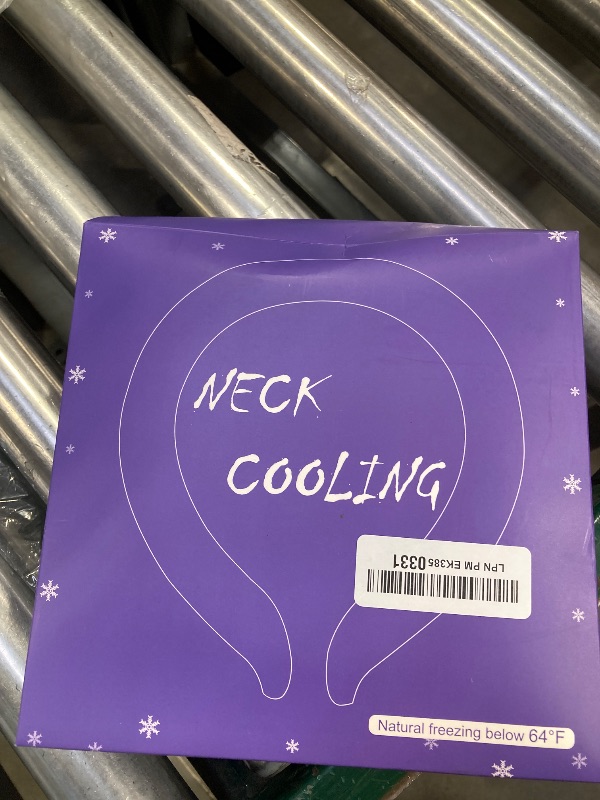 NECK
COOLING
LPN PM EK3850331
Natural freezing below 64°F